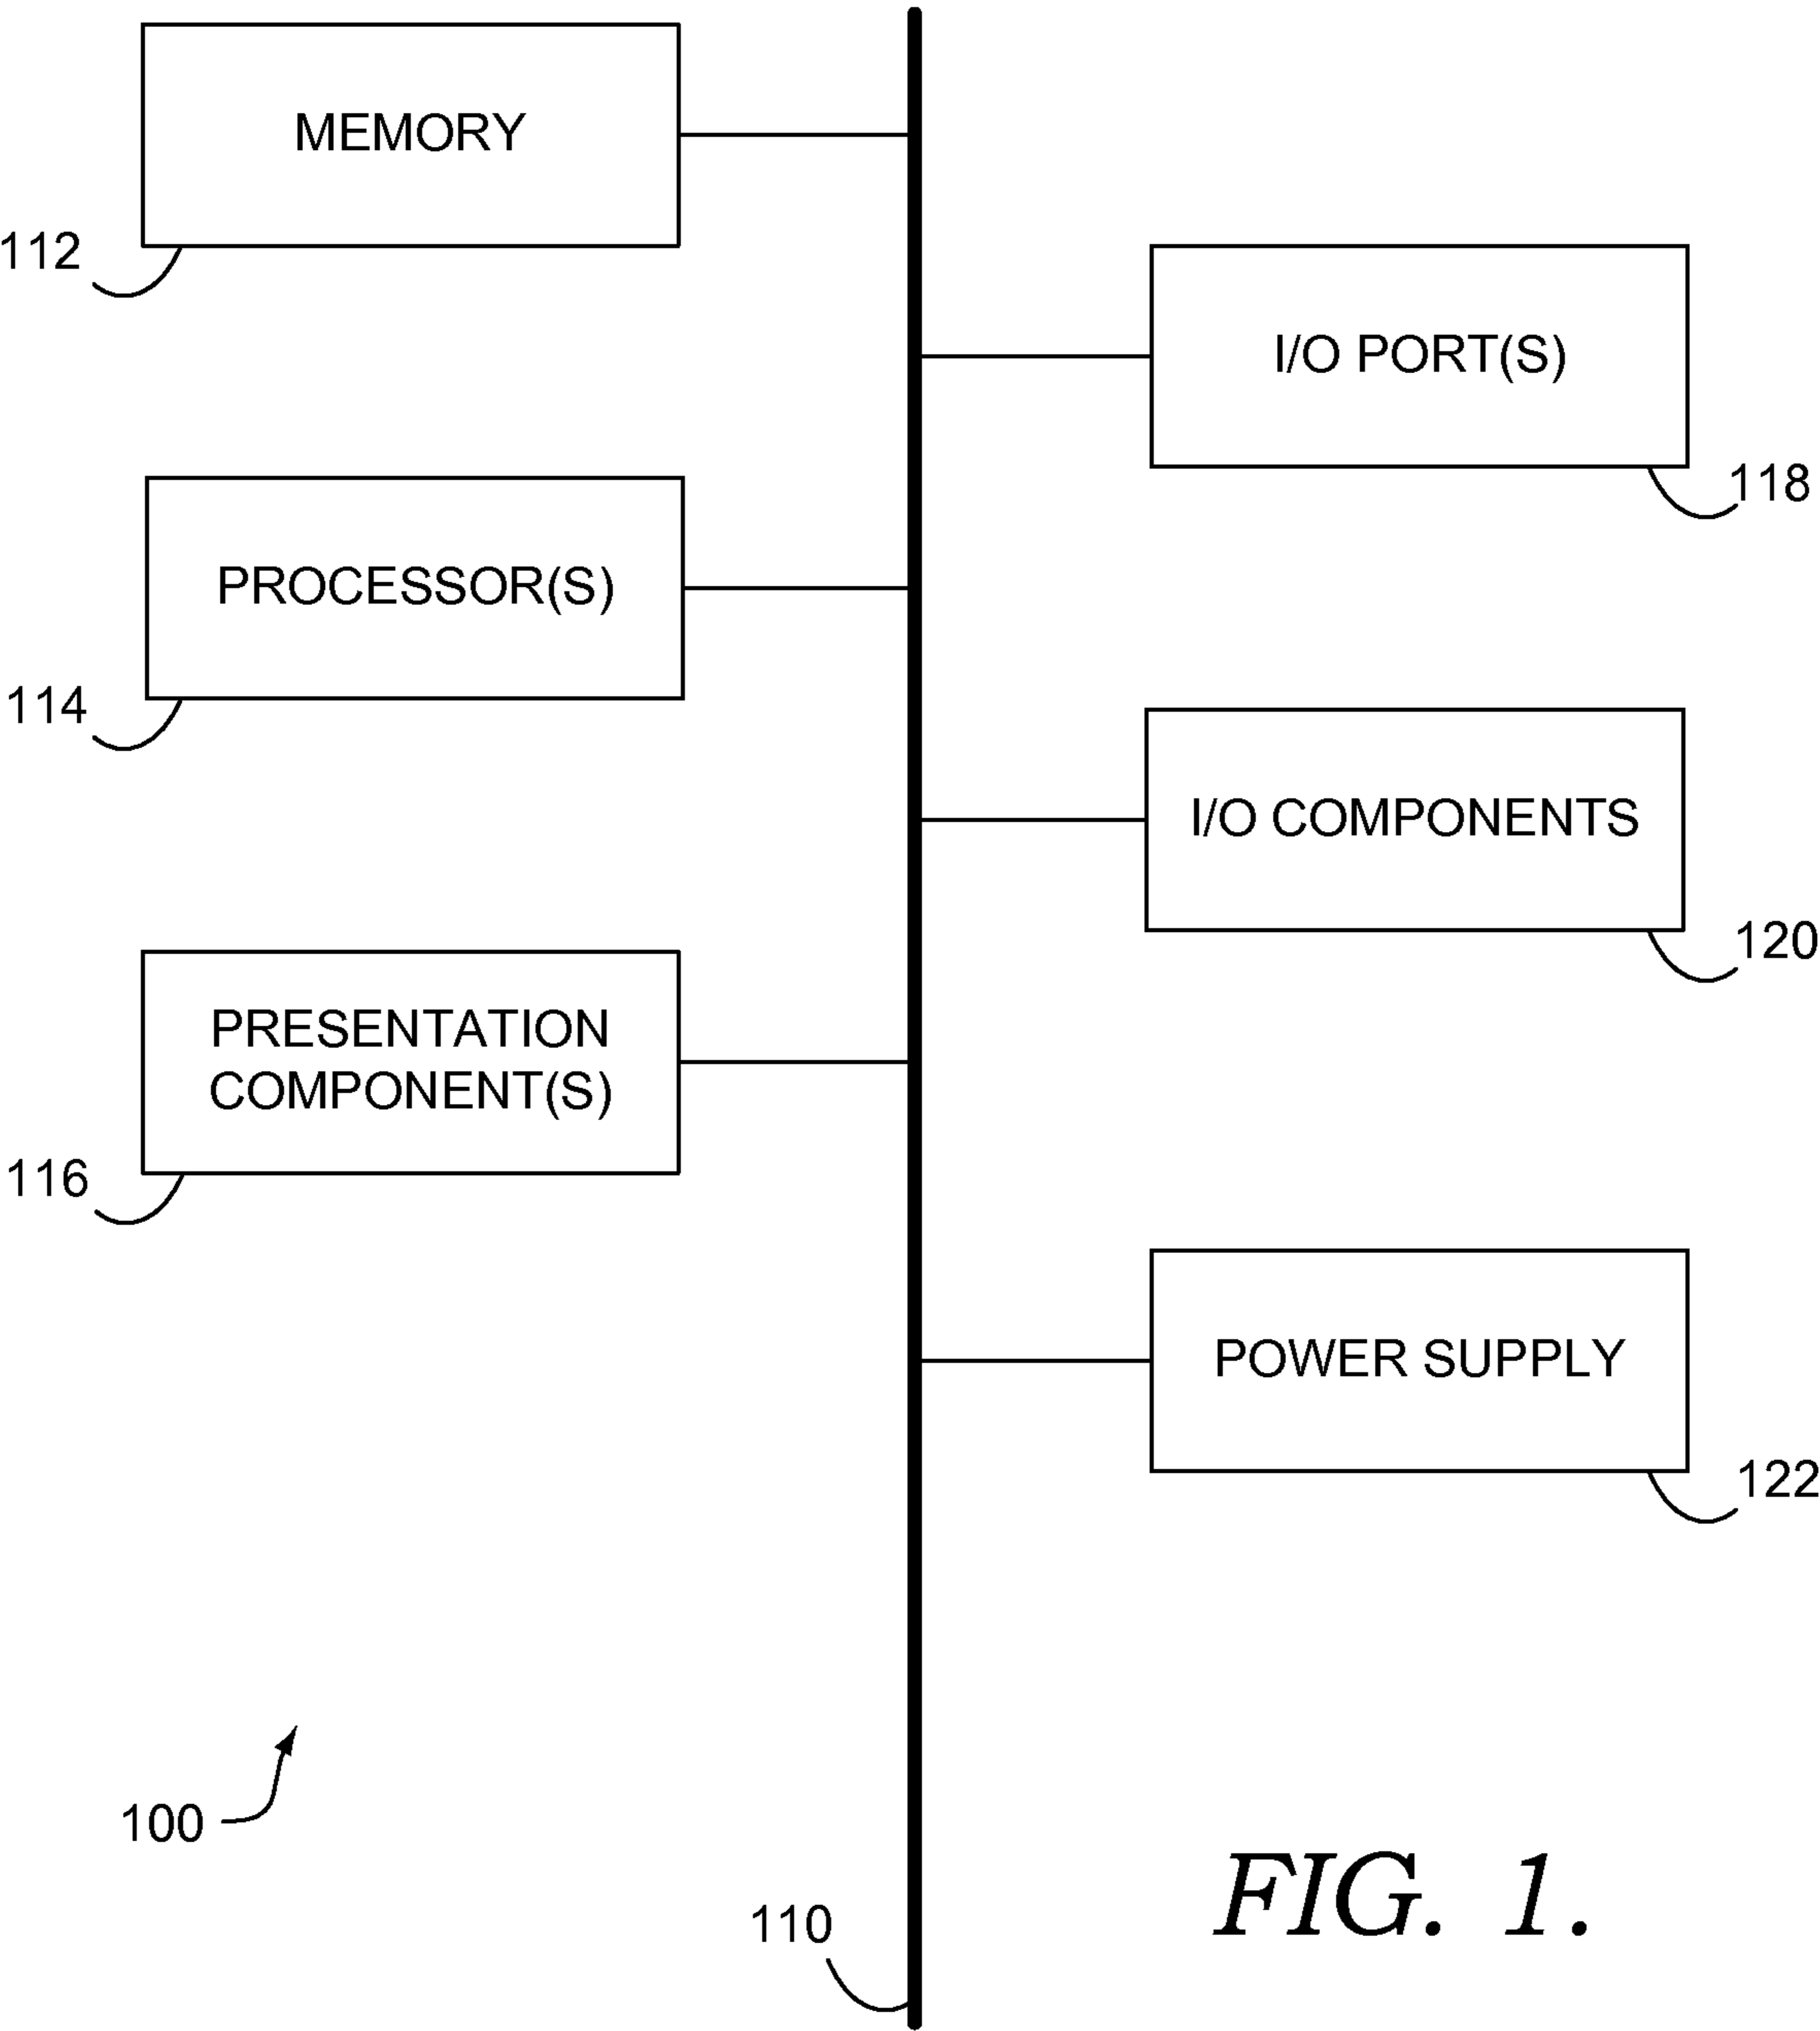 MEMORY
112
I/O PORT(S)
118
PROCESSOR(S)
114
I/O COMPONENTS
120
PRESENTATION
COMPONENT(S)
116
POWER SUPPLY
122
100
110
FIG. 1.